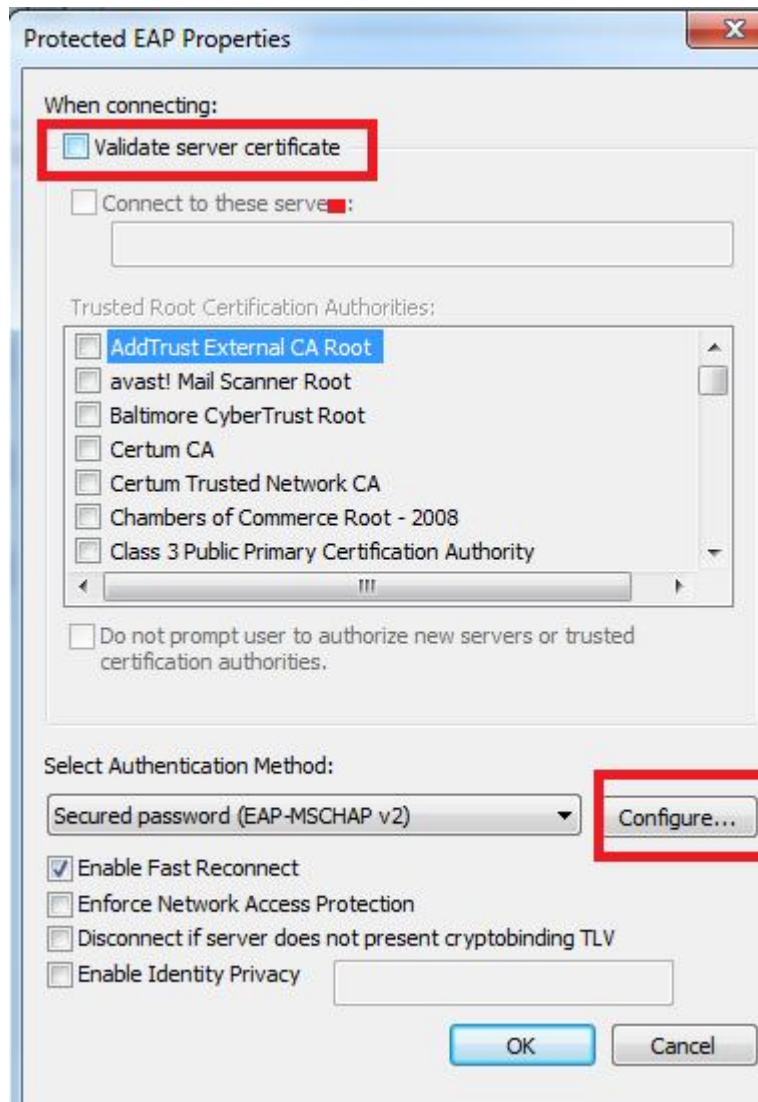 Protected EAP Properties
When connecting:
Validate server certificate
Connect to these serve :
Trusted Root Certification Authorities:
AddTrust External CA Root
avast! Mail Scanner Root
Baltimore CyberTrust Root
Certum CA
Certum Trusted Network CA
Chambers of Commerce Root - 2008
Class 3 Public Primary Certification Authority
Do not prompt user to authorize new servers or trusted
certification authorities.
Select Authentication Method:
Secured password (EAP-MSCHAP v2) Configure...
Enable Fast Reconnect
Enforce Network Access Protection
Disconnect if server does not present cryptobinding TLV
Enable Identity Privacy
OK Cancel